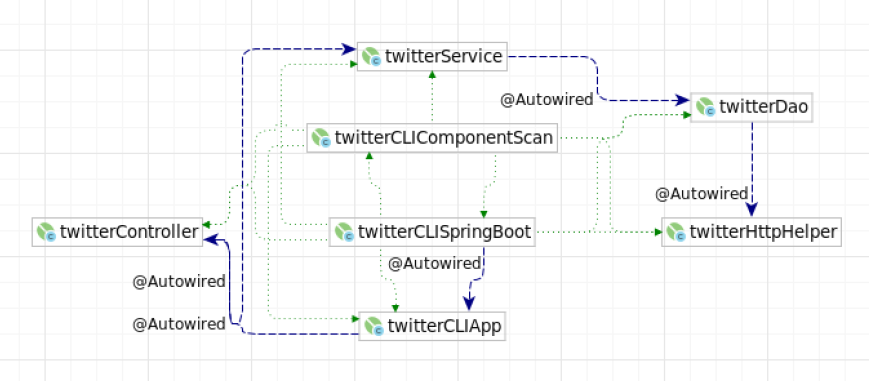 twitterService
@Autowired
twitterDao
twitterCLIComponentScan
@Autowired
twitterController
twitterCLISpringBoot
twitterHttpHelper
@Autowired
@Autowired
@Autowired
twitterCLIApp